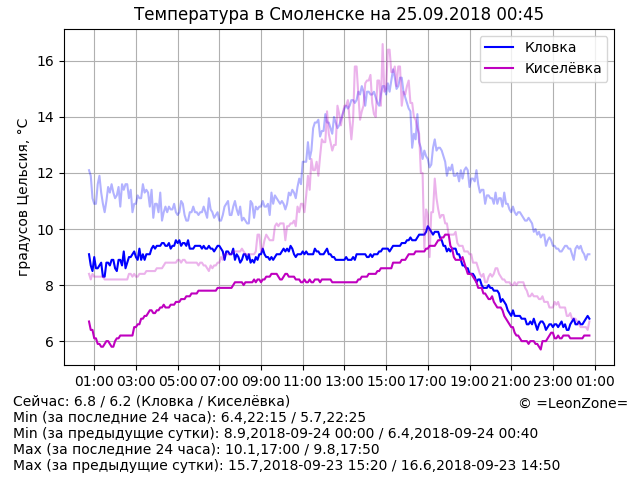 Температура в Смоленске на 25.09.2018 00:45
Кловка
Киселёвка
градусов Цельсия, °C
16
14
12
10
8
6
01:00 03:00 05:00 07:00 09:00 11:00 13:00 15:00 17:00 19:00 21:00 23:00 01:00
Сейчас: 6.8 / 6.2 (Кловка / Киселёвка)
© =LeonZone=
Min (за последние 24 часа): 6.4,22:15 / 5.7,22:25
Min (за предыдущие сутки): 8.9,2018-09-24 00:00 / 6.4,2018-09-24 00:40
Max (за последние 24 часа): 10.1,17:00 / 9.8,17:50
Max (за предыдущие сутки): 15.7,2018-09-23 15:20 / 16.6,2018-09-23 14:50